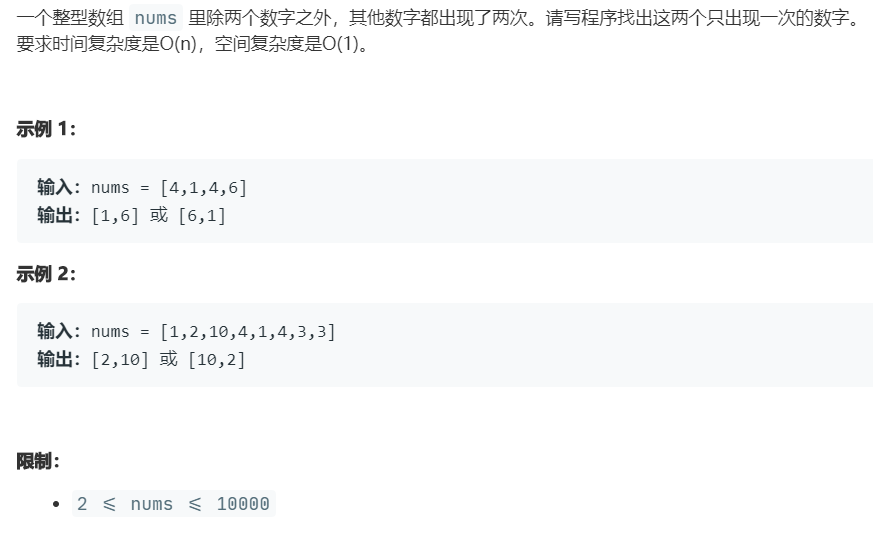 一个整型数组 nums 里除两个数字之外，其他数字都出现了两次。请写程序找出这两个只出现一次的数字。
要求时间复杂度是O(n)，空间复杂度是O(1)。
示例 1：
输入：nums = [4,1,4,6]
输出：[1,6] 或 [6,1]
示例 2：
输入：nums = [1,2,10,4,1,4,3,3]
输出：[2,10] 或 [10,2]
限制：
• 2 <= nums <= 10000